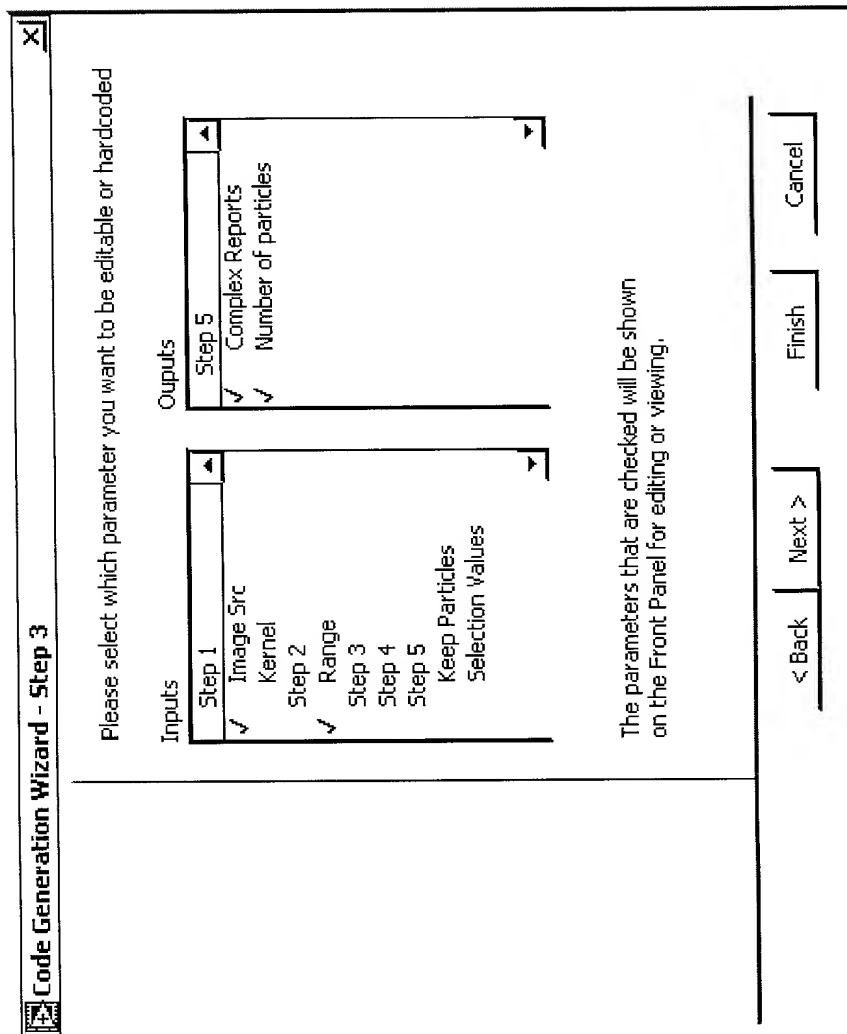 Code Generation Wizard - Step 3
Please select which parameter you want to be editable or hardcoded
Inputs
Step 1
✓ Image Src
Kernel
Step 2
✓ Range
Step 3
Step 4
Step 5
Keep Particles
Selection Values
Ouputs
Step 5
✓ Complex Reports
✓ Number of particles
The parameters that are checked will be shown
on the Front Panel for editing or viewing.
< Back
Next >
Finish
Cancel